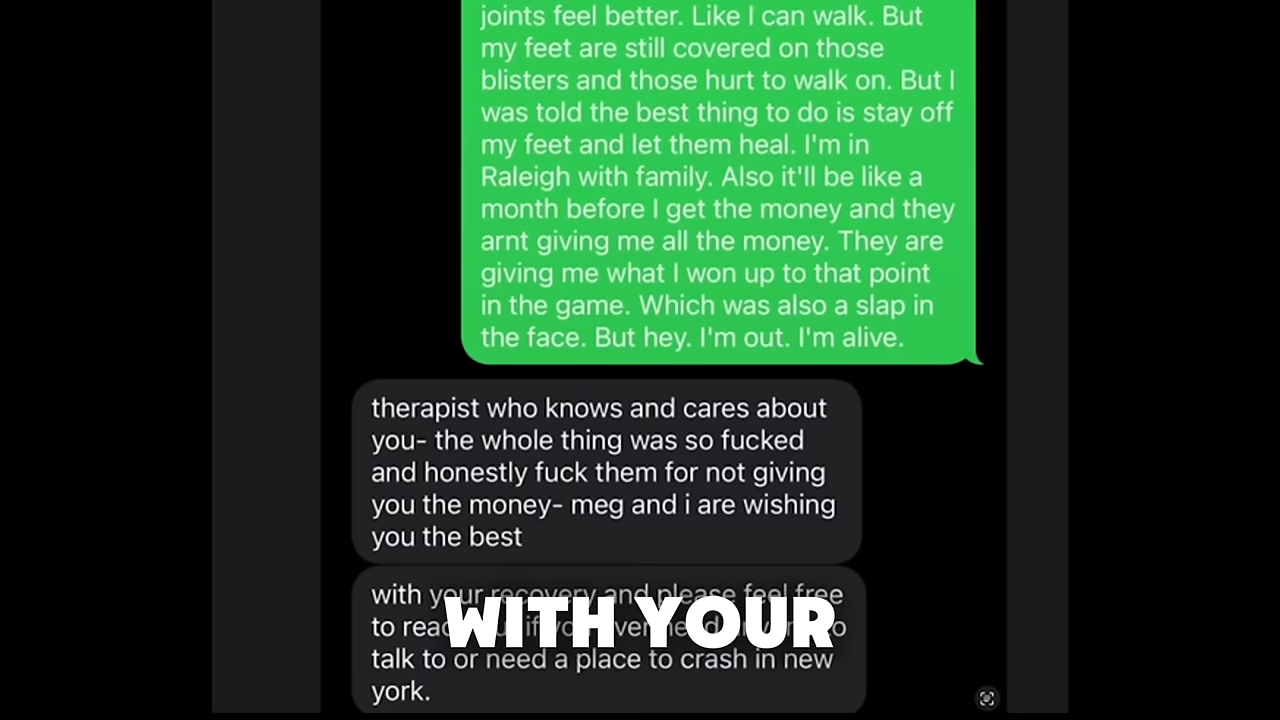 joints feel better. Like I can walk. But
my feet are still covered on those
blisters and those hurt to walk on. But I
was told the best thing to do is stay off
my feet and let them heal. I'm in
Raleigh with family. Also it'll be like a
month before I get the money and they
arnt giving me all the money. They are
giving me what I won up to that point
in the game. Which was also a slap in
the face. But hey. I'm out. I'm alive.
therapist who knows and cares about
you- the whole thing was so fucked
and honestly fuck them for not giving
you the money- meg and i are wishing
you the best
with your recovery and please feel free
to if
talk to or need a place to crash in new
york.
WITH YOUR